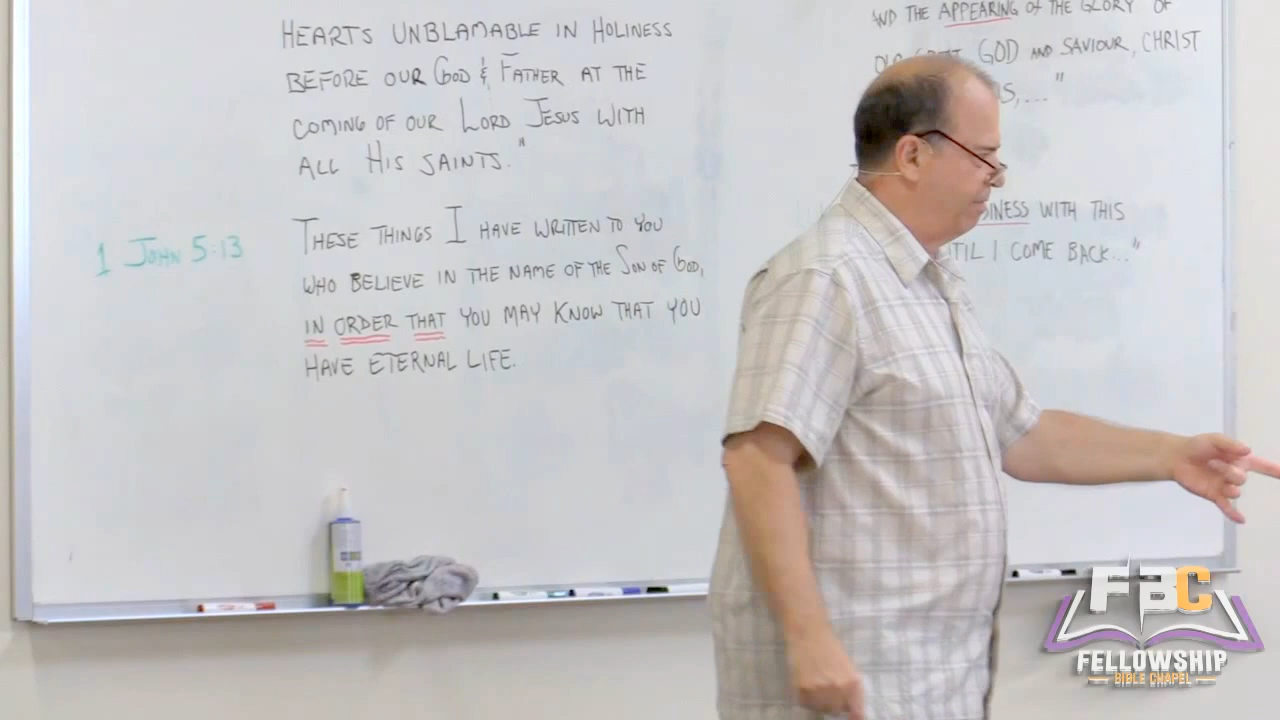 HEARTS UNBLAMABLE IN HOLINESS
BEFORE OUR GOD & FATHER AT THE
COMING OF OUR LORD JESUS WITH
ALL HIS SAINTS."
1 JOHN 5:13
THESE THINGS I HAVE WRITTEN TO YOU
WHO BELIEVE IN THE NAME OF THE SON OF GOD,
IN ORDER THAT YOU MAY KNOW THAT YOU
HAVE ETERNAL LIFE.
AND THE APPEARING OF THE GLORY OF
OUR GREAT GOD AND SAVIOUR, CHRIST
..."
WITH THIS
I COME BACK..."
FBC
FELLOWSHIP
BIBLE CHAPEL